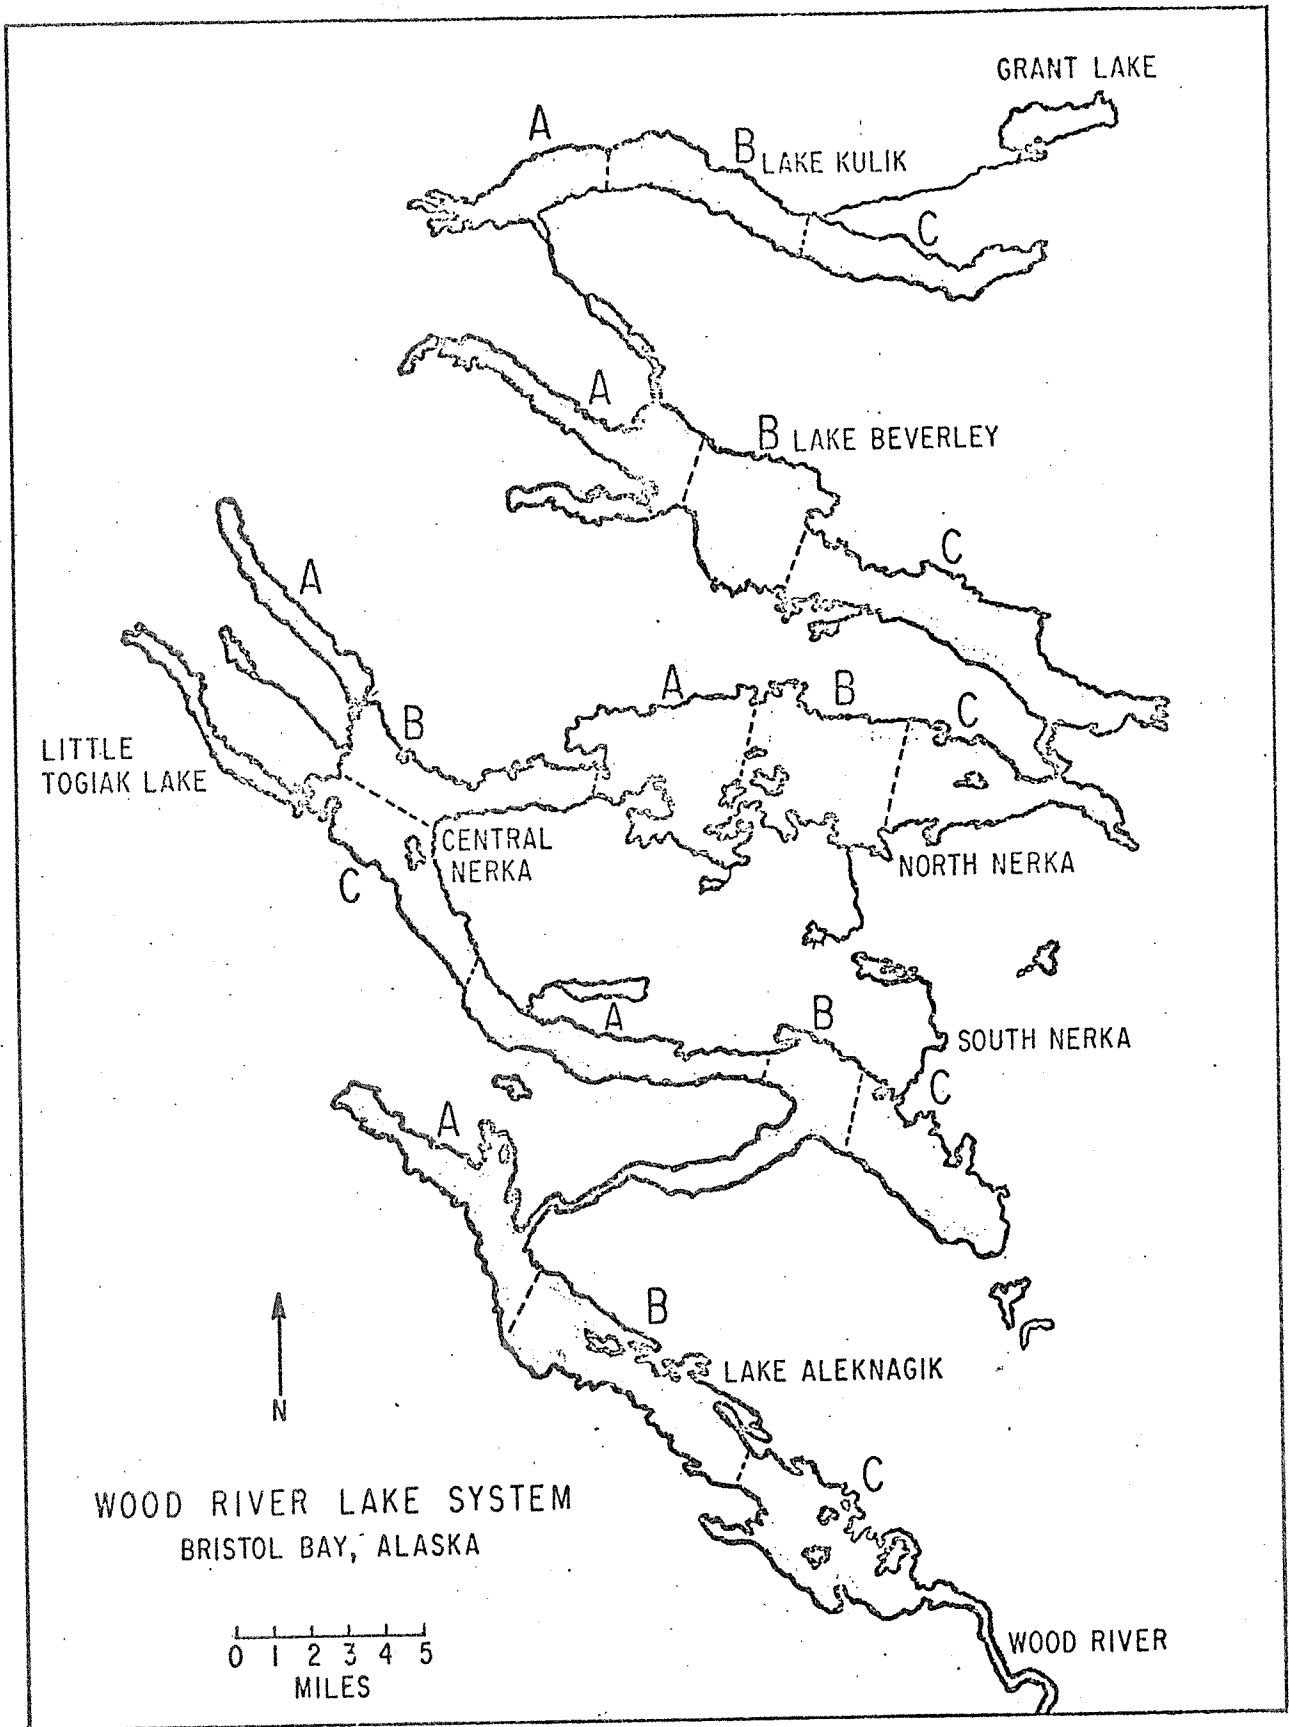 GRANT LAKE
A
B LAKE KULIK
C
A
B LAKE BEVERLEY
C
A
A
B
C
B
LITTLE
TOGIAK LAKE
CENTRAL
NERKA
NORTH NERKA
C
A
B
SOUTH NERKA
C
A
B
LAKE ALEKNAGIK
N
C
WOOD RIVER LAKE SYSTEM
BRISTOL BAY, ALASKA
0 1 2 3 4 5
MILES
WOOD RIVER